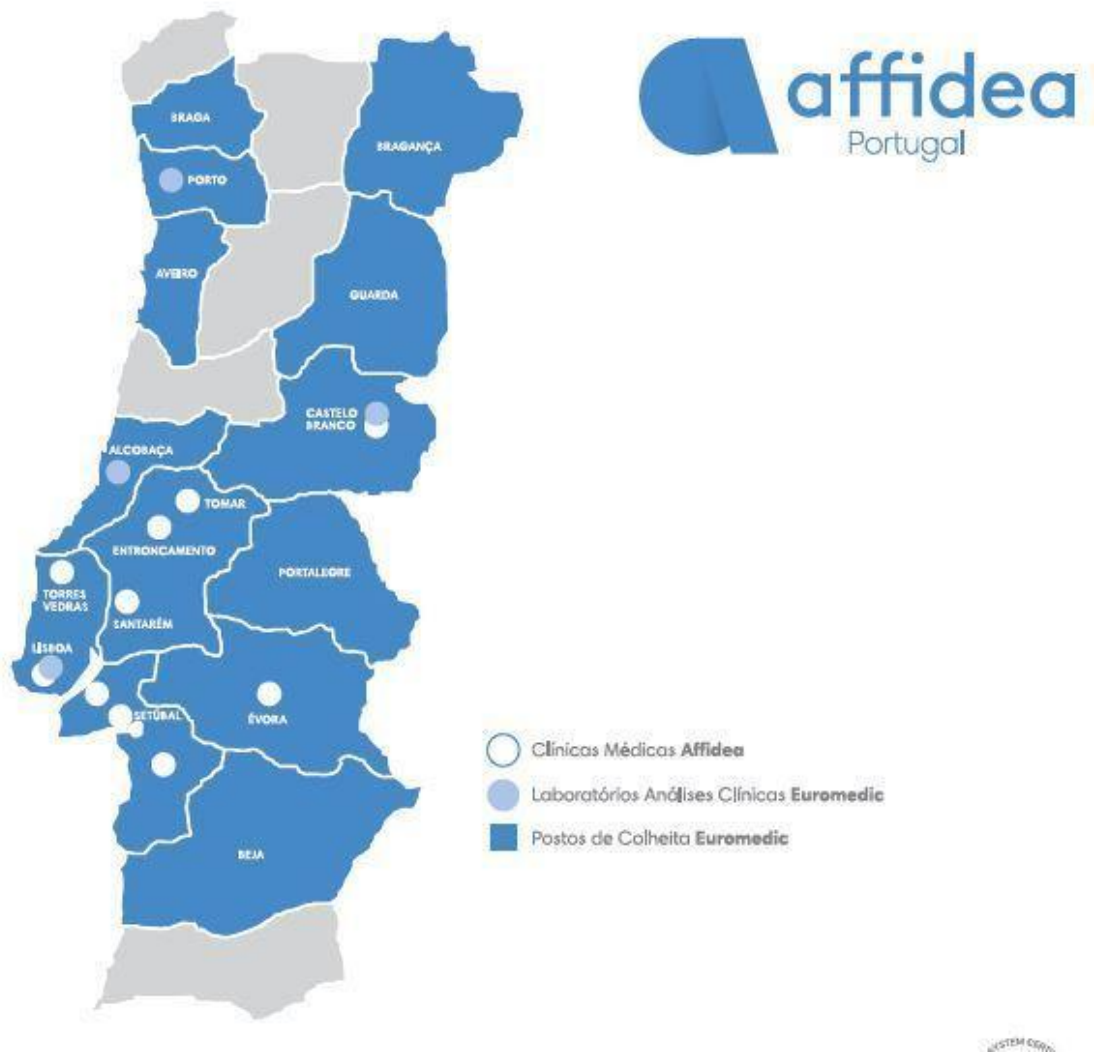 affidea
Portugal
BRAGA
BRAGANÇA
PORTO
AVEIRO
GUARDA
CASTELO
BRANCO
ALCOBAÇA
TOMAR
ENTRONCAMENTO
PORTALEGRE
TORRES
VEDRAS
SANTARÉM
LISBOA
SETÚBAL
ÉVORA
Clínicas Médicas Affidea
Laboratórios Análises Clínicas Euromedic
Postos de Colheita Euromedic
BEJA
SYSTEM